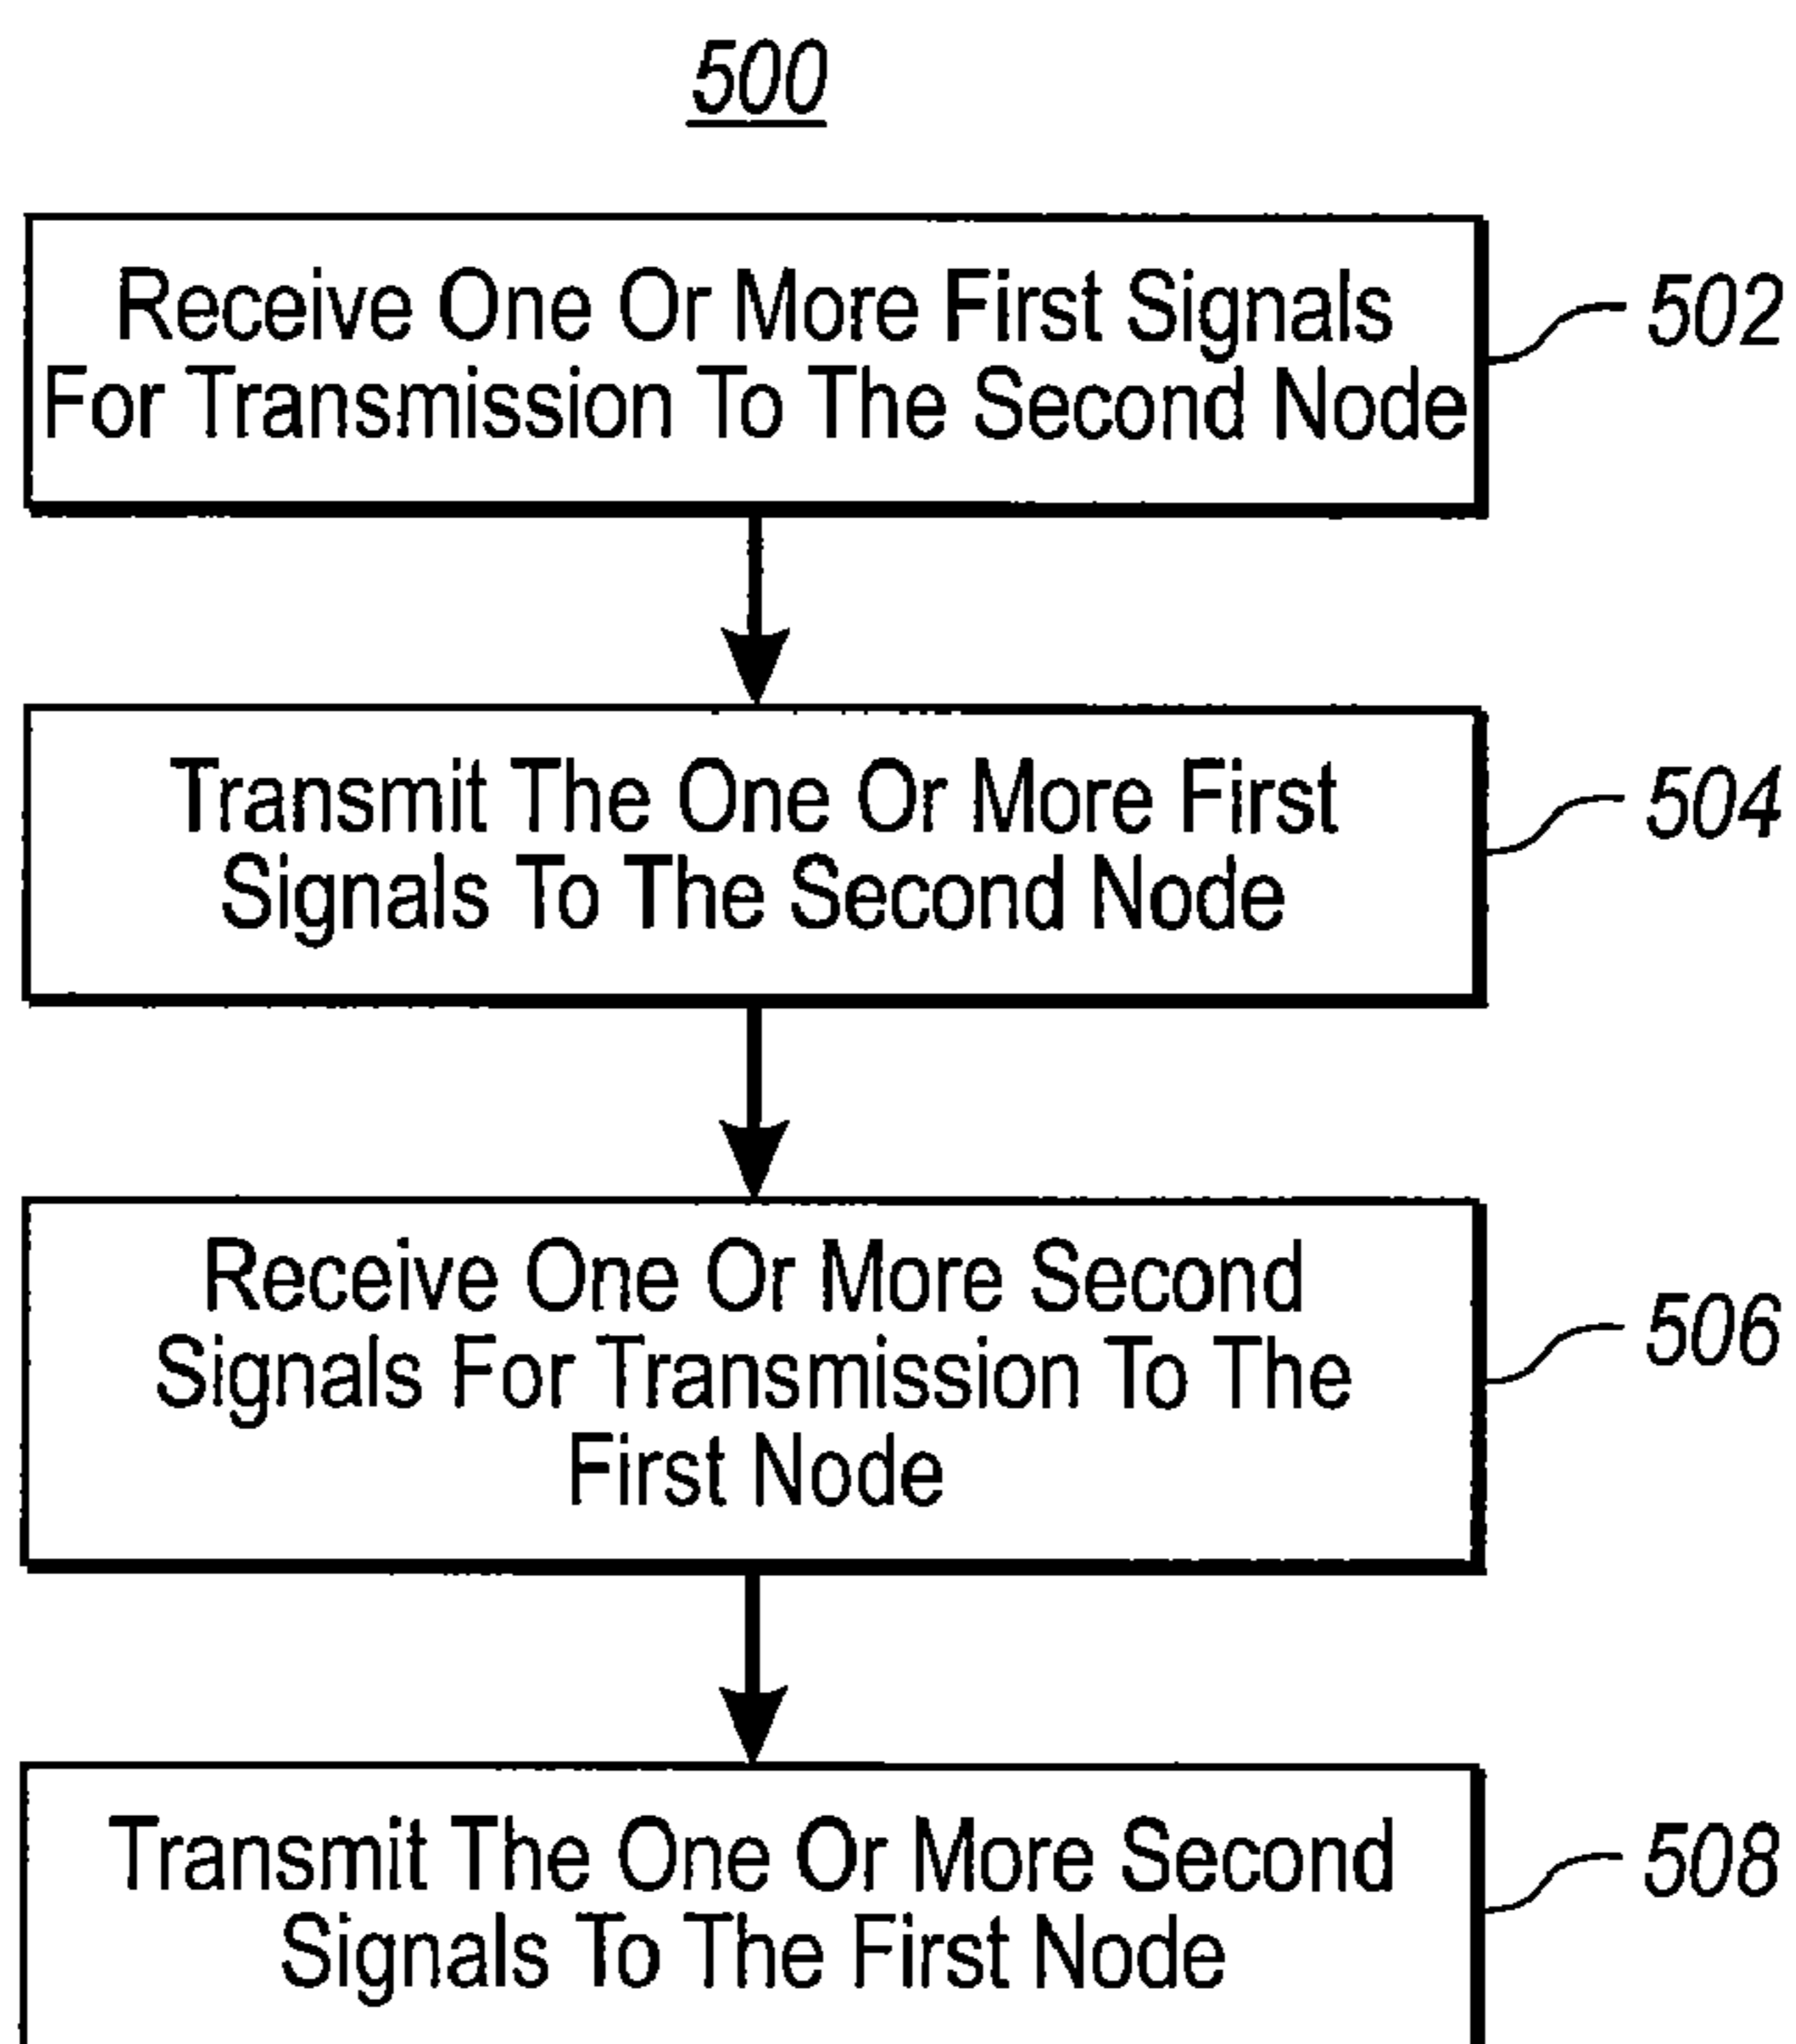 500
Receive One Or More First Signals
For Transmission To The Second Node
502
Transmit The One Or More First
Signals To The Second Node
504
Receive One Or More Second
Signals For Transmission To The
First Node
506
Transmit The One Or More Second
Signals To The First Node
508